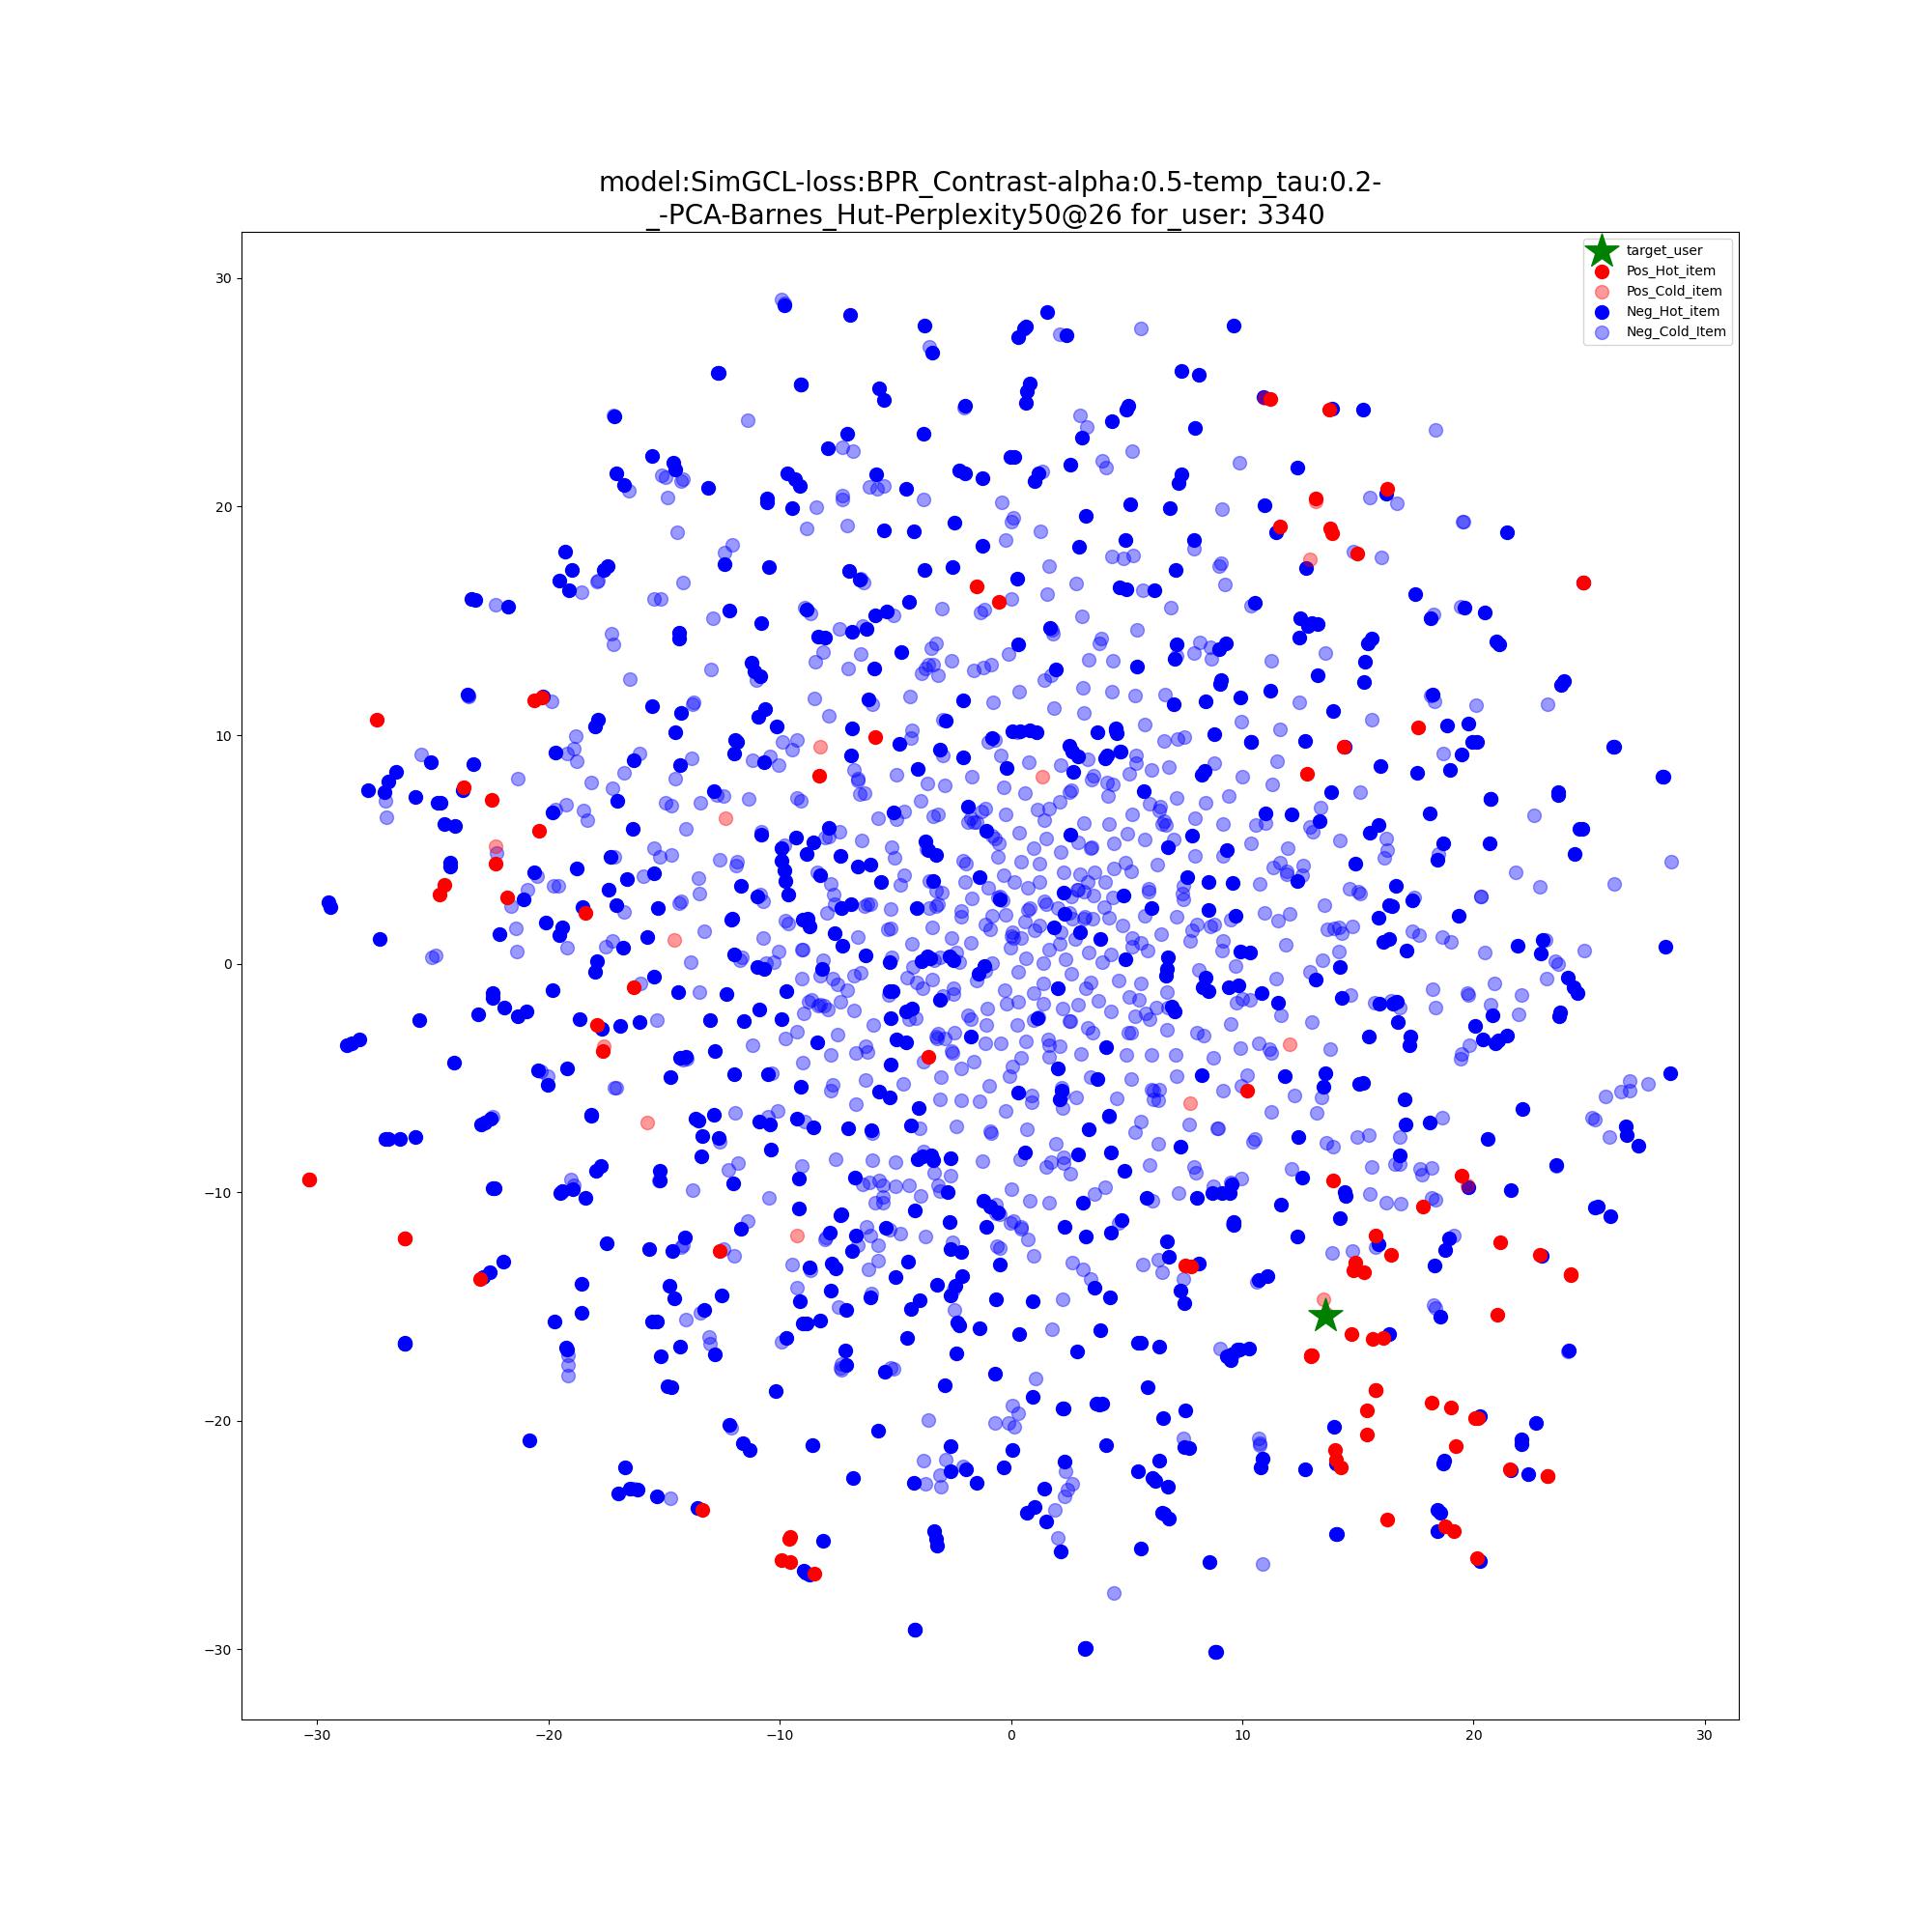 model:SimGCL-loss:BPR_Contrast-alpha:0.5-temp_tau:0.2-
_-PCA-Barnes_Hut-Perplexity50@26 for_user: 3340
target_user
Pos_Hot_item
Pos_Cold_item
Neg_Hot_item
Neg_Cold_Item
30
20
10
0
−10
−20
−30
−30
−20
−10
0
10
20
30